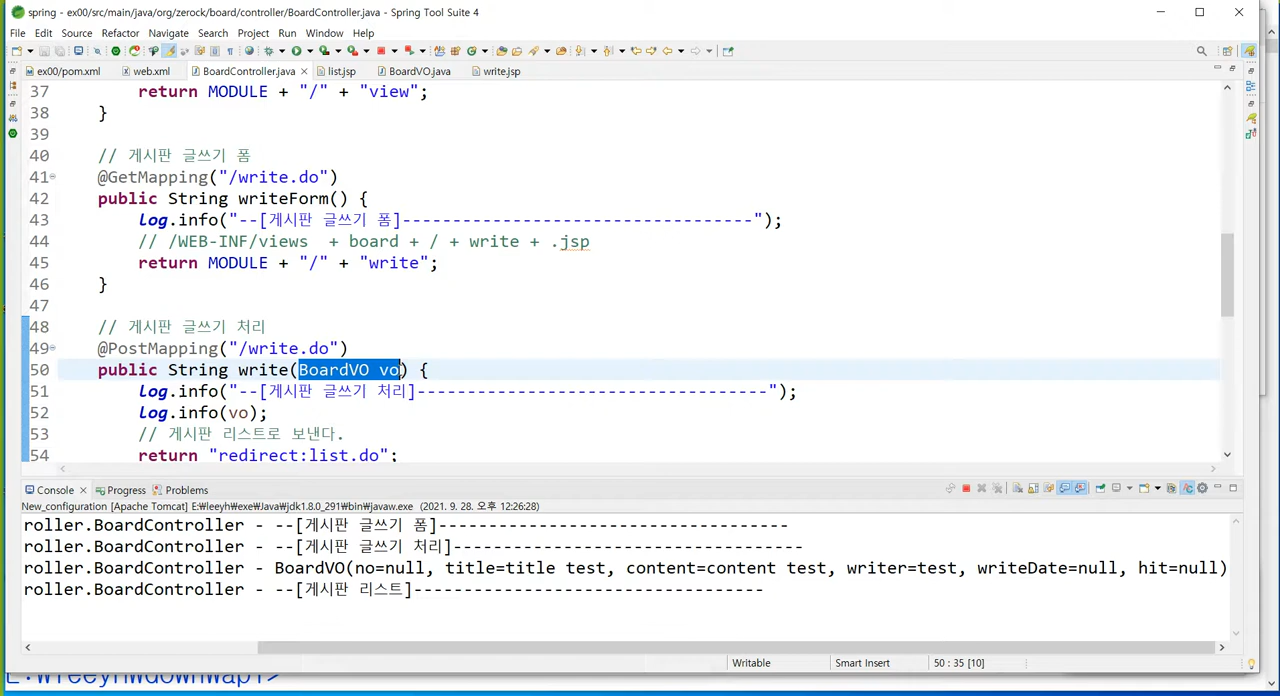 spring - ex00/src/main/java/org/zerock/board/controller/BoardController.java - Spring Tool Suite 4
File Edit Source Refactor Navigate Search Project Run Window Help
ex00/pom.xml web.xml BoardController.java list.jsp BoardVO.java write.jsp
37 return MODULE + "/" + "view";
38 }
39
40 // 게시판 글쓰기 폼
41 @GetMapping("/write.do")
42 public String writeForm() {
43 log.info("--[게시판 글쓰기 폼]-----------------------------------");
44 // /WEB-INF/views + board + / + write + .jsp
45 return MODULE + "/" + "write";
46 }
47
48 // 게시판 글쓰기 처리
49 @PostMapping("/write.do")
50 public String write(BoardVO vo) {
51 log.info("--[게시판 글쓰기 처리]-----------------------------------");
52 log.info(vo);
53 // 게시판 리스트로 보낸다.
54 return "redirect:list.do";
Console Progress Problems
New_configuration [Apache Tomcat] E:₩leeyh₩exe₩Java₩jdk1.8.0_291₩bin₩javaw.exe (2021. 9. 28. 오후 12:26:28)
roller.BoardController - --[게시판 글쓰기 폼]-----------------------------------
roller.BoardController - --[게시판 글쓰기 처리]-----------------------------------
roller.BoardController - BoardVO(no=null, title=title test, content=content test, writer=test, writeDate=null, hit=null)
roller.BoardController - --[게시판 리스트]-----------------------------------
Writable Smart Insert 50 : 35 [10]